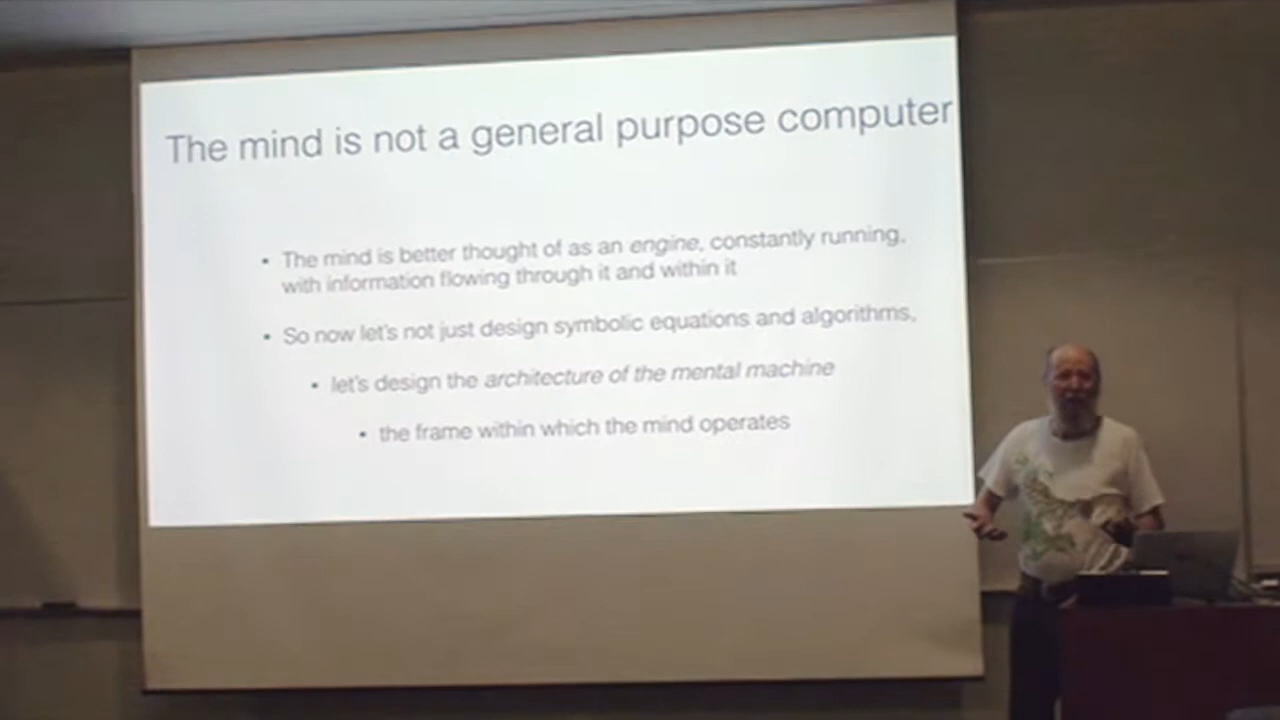 The mind is not a general purpose computer
• The mind is better thought of as an engine, constantly running,
with information flowing through it and within it
• So now let's not just design symbolic equations and algorithms,
• let's design the architecture of the mental machine
• the frame within which the mind operates